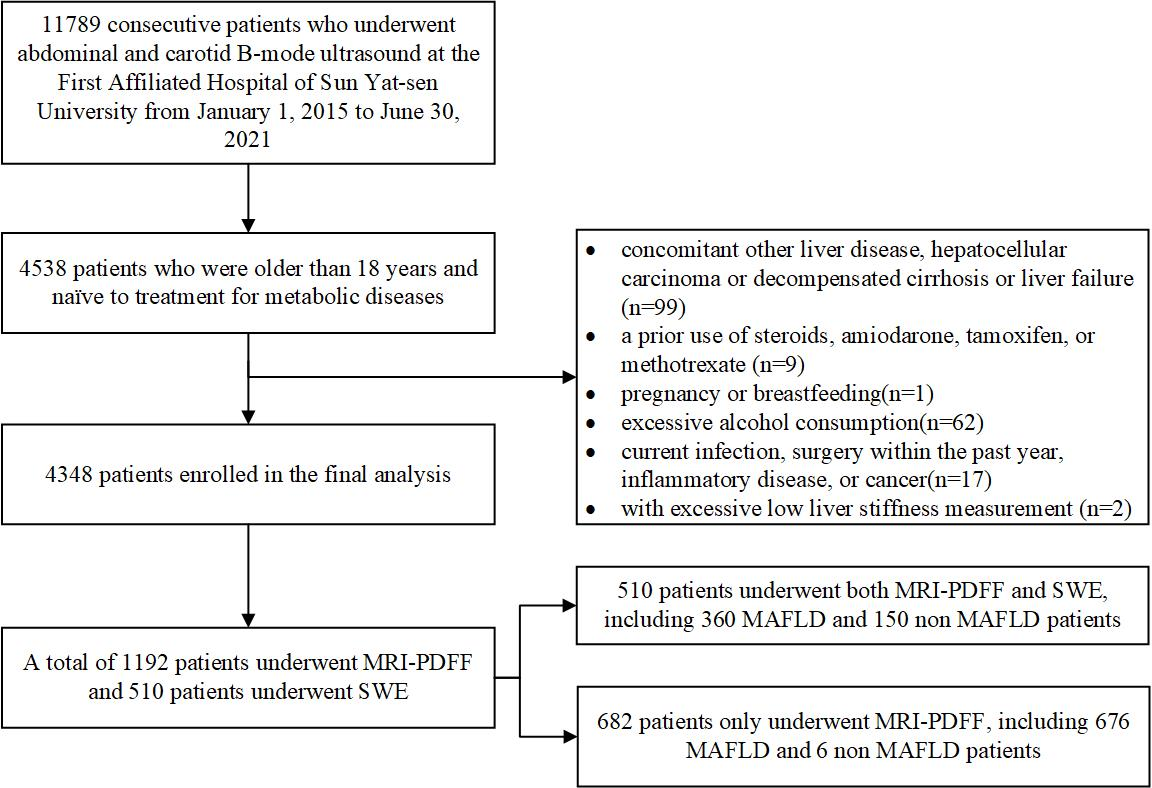 11789 consecutive patients who underwent
abdominal and carotid B-mode ultrasound at the
First Affiliated Hospital of Sun Yat-sen
University from January 1, 2015 to June 30,
2021
4538 patients who were older than 18 years and
naïve to treatment for metabolic diseases
• concomitant other liver disease, hepatocellular
carcinoma or decompensated cirrhosis or liver failure
(n=99)
• a prior use of steroids, amiodarone, tamoxifen, or
methotrexate (n=9)
• pregnancy or breastfeeding(n=1)
• excessive alcohol consumption(n=62)
• current infection, surgery within the past year,
inflammatory disease, or cancer(n=17)
• with excessive low liver stiffness measurement (n=2)
4348 patients enrolled in the final analysis
A total of 1192 patients underwent MRI-PDFF
and 510 patients underwent SWE
510 patients underwent both MRI-PDFF and SWE,
including 360 MAFLD and 150 non MAFLD patients
682 patients only underwent MRI-PDFF, including 676
MAFLD and 6 non MAFLD patients